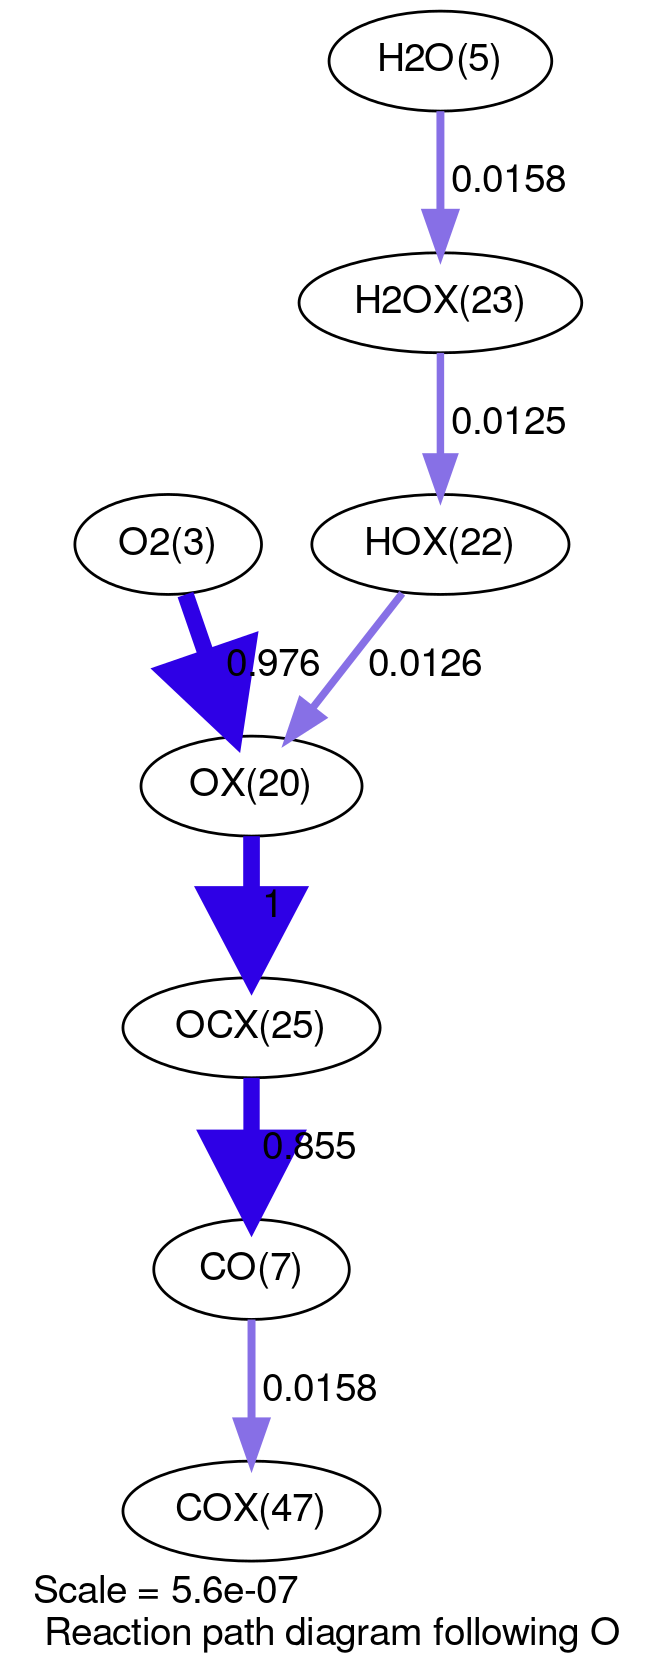 H2O(5)
0.0158
H2OX(23)
0.0125
O2(3)
HOX(22)
0.976
0.0126
OX(20)
1
OCX(25)
0.855
CO(7)
0.0158
COX(47)
Scale = 5.6e-07
Reaction path diagram following O